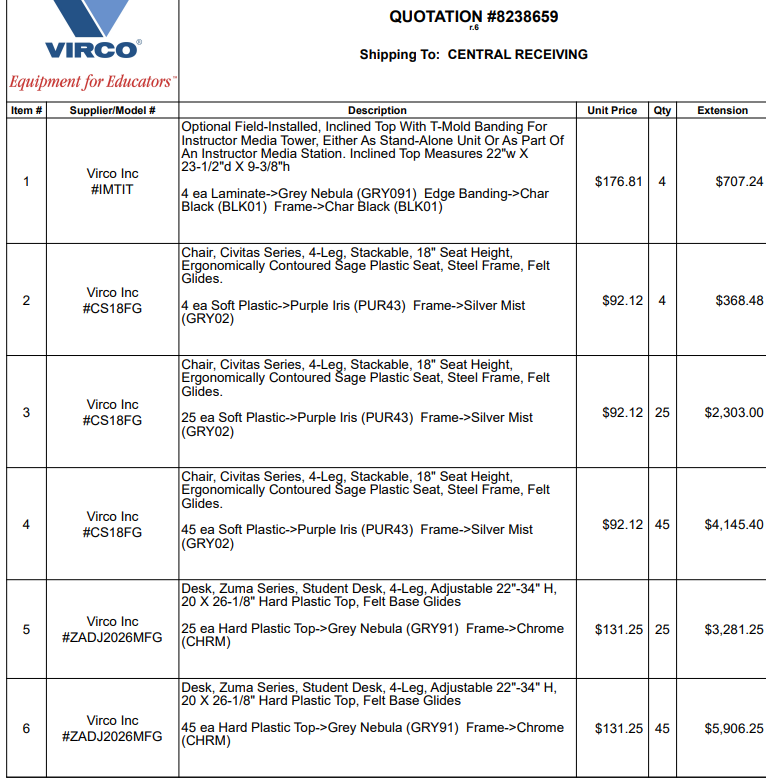 VIRCO®
Equipment for Educators™
QUOTATION #8238659
r.6
Shipping To: CENTRAL RECEIVING
Item # Supplier/Model # Description Unit Price Qty Extension
Optional Field-Installed, Inclined Top With T-Mold Banding For
Instructor Media Tower, Either As Stand-Alone Unit Or As Part Of
An Instructor Media Station. Inclined Top Measures 22"w X
23-1/2"d X 9-3/8"h
1 Virco Inc $176.81 4 $707.24
#IMTIT
4 ea Laminate->Grey Nebula (GRY091) Edge Banding->Char
Black (BLK01) Frame->Char Black (BLK01)
Chair, Civitas Series, 4-Leg, Stackable, 18" Seat Height,
Ergonomically Contoured Sage Plastic Seat, Steel Frame, Felt
Glides.
2 Virco Inc $92.12 4 $368.48
#CS18FG
4 ea Soft Plastic->Purple Iris (PUR43) Frame->Silver Mist
(GRY02)
Chair, Civitas Series, 4-Leg, Stackable, 18" Seat Height,
Ergonomically Contoured Sage Plastic Seat, Steel Frame, Felt
Glides.
3 Virco Inc $92.12 25 $2,303.00
#CS18FG
25 ea Soft Plastic->Purple Iris (PUR43) Frame->Silver Mist
(GRY02)
Chair, Civitas Series, 4-Leg, Stackable, 18" Seat Height,
Ergonomically Contoured Sage Plastic Seat, Steel Frame, Felt
Glides.
4 Virco Inc $92.12 45 $4,145.40
#CS18FG
45 ea Soft Plastic->Purple Iris (PUR43) Frame->Silver Mist
(GRY02)
Desk, Zuma Series, Student Desk, 4-Leg, Adjustable 22"-34" H,
20 X 26-1/8" Hard Plastic Top, Felt Base Glides
5 Virco Inc $131.25 25 $3,281.25
#ZADJ2026MFG
25 ea Hard Plastic Top->Grey Nebula (GRY91) Frame->Chrome
(CHRM)
Desk, Zuma Series, Student Desk, 4-Leg, Adjustable 22"-34" H,
20 X 26-1/8" Hard Plastic Top, Felt Base Glides
6 Virco Inc $131.25 45 $5,906.25
#ZADJ2026MFG
45 ea Hard Plastic Top->Grey Nebula (GRY91) Frame->Chrome
(CHRM)